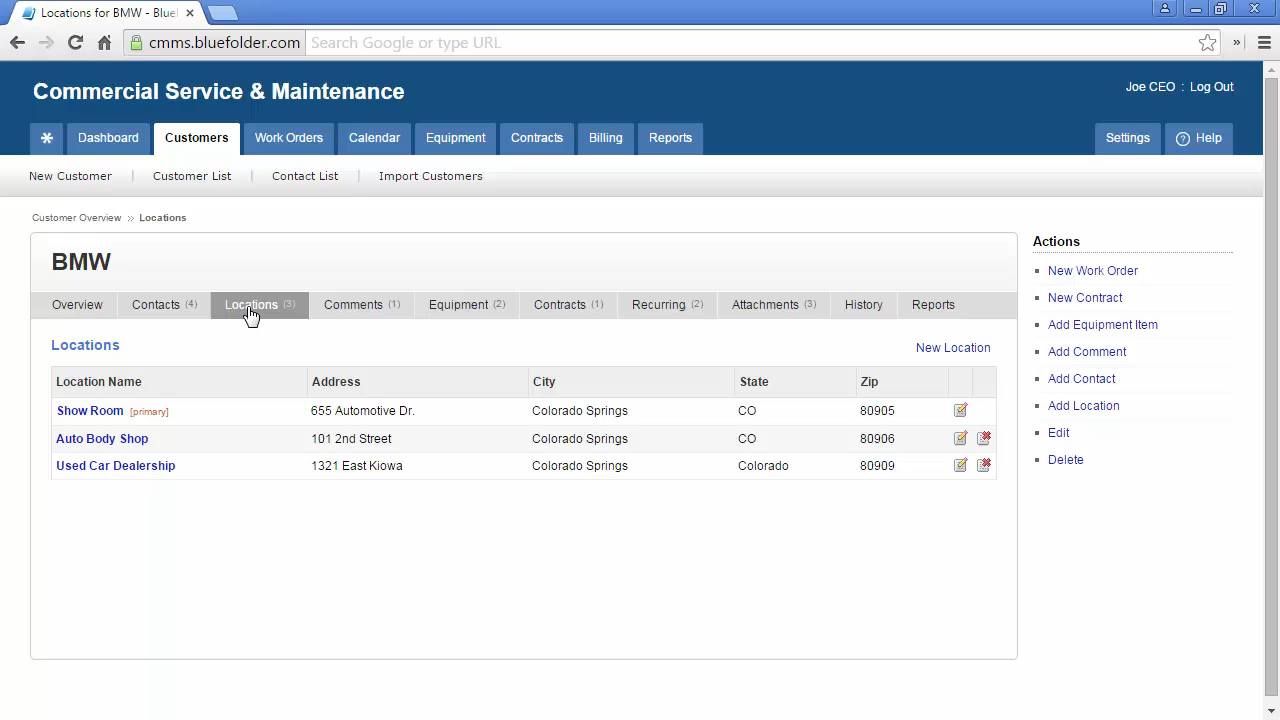 Locations for BMW - Blue
cmms.bluefolder.com Search Google or type URL »
Commercial Service & Maintenance
Joe CEO : Log Out
Dashboard Customers Work Orders Calendar Equipment Contracts Billing Reports Settings ? Help
New Customer | Customer List | Contact List | Import Customers
Customer Overview » Locations
BMW
Overview Contacts (4) Locations (3) Comments (1) Equipment (2) Contracts (1) Recurring (2) Attachments (3) History Reports
Locations
New Location
Location Name Address City State Zip
Show Room [primary] 655 Automotive Dr. Colorado Springs CO 80905
Auto Body Shop 101 2nd Street Colorado Springs CO 80906
Used Car Dealership 1321 East Kiowa Colorado Springs Colorado 80909
Actions
New Work Order
New Contract
Add Equipment Item
Add Comment
Add Contact
Add Location
Edit
Delete